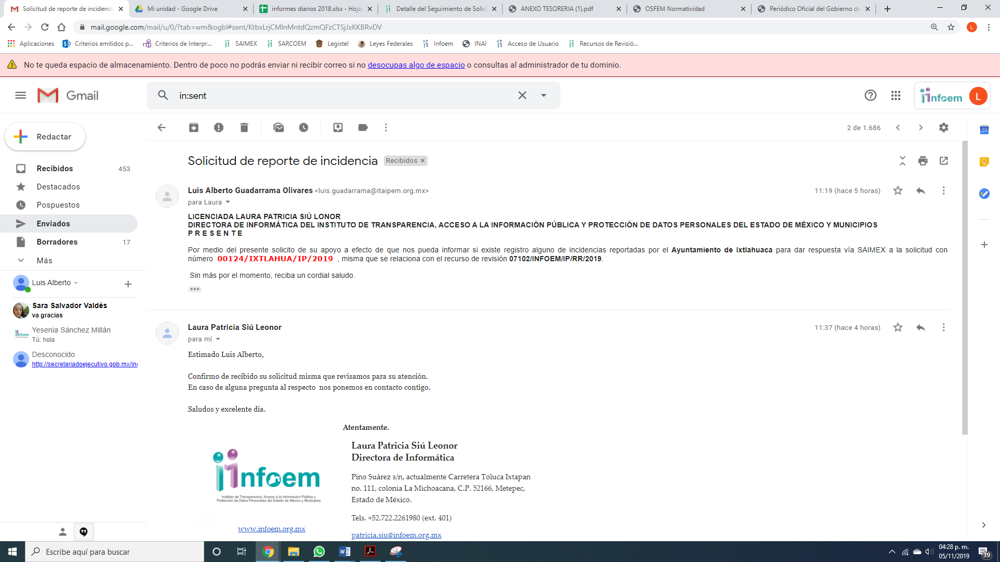 Solicitud de reporte de incidencia
Mi unidad - Google Drive
informes diarios 2018.xlsx - Hoja
Detalle del Seguimiento de Solic
ANEXO TESORERIA (1).pdf
OSFEM Normatividad
Periódico Oficial del Gobierno de
mail.google.com/mail/u/0/?tab=wm&ogbl#sent/KtbxLrjCMlnMntdQzmQFzCTSjJxKKBRvDV
L
Aplicaciones
Criterios emitidos p...
Criterios de Interpr...
SAIMEX
SARCOEM
Legistel
Leyes Federales
Infoem
INAI
Acceso de Usuario
Recursos de Revisió...
No te queda espacio de almacenamiento. Dentro de poco no podrás enviar ni recibir correo si no desocupas algo de espacio o consultas al administrador de tu dominio.
Gmail
in:sent
infoem
L
Redactar
2 de 1.686
31
Recibidos 453
Destacados
Pospuestos
Enviados
Borradores 17
Más
Luis Alberto
Sara Salvador Valdés
va gracias
Yesenia Sánchez Millán
Tú: hola
Desconocido
http://secretariadoejecutivo.gob.mx/in
Solicitud de reporte de incidencia Recibidos
Luis Alberto Guadarrama Olivares <luis.guadarrama@itaipem.org.mx> 11:19 (hace 5 horas)
para Laura
LICENCIADA LAURA PATRICIA SIÚ LONOR
DIRECTORA DE INFORMÁTICA DEL INSTITUTO DE TRANSPARENCIA, ACCESO A LA INFORMACIÓN PÚBLICA Y PROTECCIÓN DE DATOS PERSONALES DEL ESTADO DE MÉXICO Y MUNICIPIOS
P R E S E N T E
Por medio del presente solicito de su apoyo a efecto de que nos pueda informar si existe registro alguno de incidencias reportadas por el Ayuntamiento de Ixtlahuaca para dar respuesta vía SAIMEX a la solicitud con
número 00124/IXTLAHUA/IP/2019 , misma que se relaciona con el recurso de revisión 07102/INFOEM/IP/RR/2019.
Sin más por el momento, reciba un cordial saludo.
Laura Patricia Siú Leonor 11:37 (hace 4 horas)
para mí
Estimado Luis Alberto,
Confirmo de recibido su solicitud misma que revisamos para su atención.
En caso de alguna pregunta al respecto nos ponemos en contacto contigo.
Saludos y excelente día.
Atentamente.
infoem
Instituto de Transparencia, Acceso a la Información Pública y
Protección de Datos Personales del Estado de México y Municipios
www.infoem.org.mx
Laura Patricia Siú Leonor
Directora de Informática
Pino Suárez s/n, actualmente Carretera Toluca Ixtapan
no. 111, colonia La Michoacana, C.P. 52166, Metepec,
Estado de México.
Tels. +52.722.2261980 (ext. 401)
patricia.siu@infoem.org.mx
Escribe aquí para buscar
04:28 p. m.
05/11/2019
39